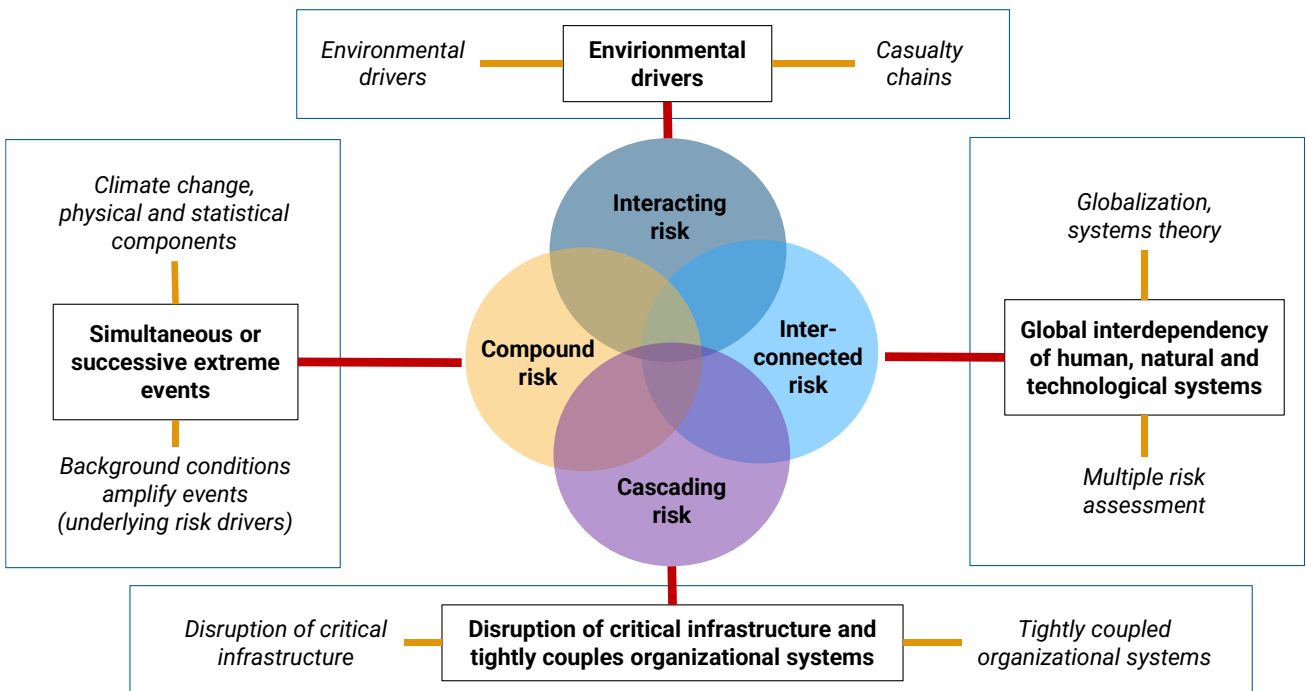 Environmental
drivers
Envirionmental
drivers
Casualty
chains
Climate change,
physical and statistical
components
Simultaneous or
successive extreme
events
Background conditions
amplify events
(underlying risk drivers)
Interacting
risk
Compound
risk
Inter-
connected
risk
Cascading
risk
Globalization,
systems theory
Global interdependency
of human, natural and
technological systems
Multiple risk
assessment
Disruption of critical
infrastructure
Disruption of critical infrastructure and
tightly couples organizational systems
Tightly coupled
organizational systems